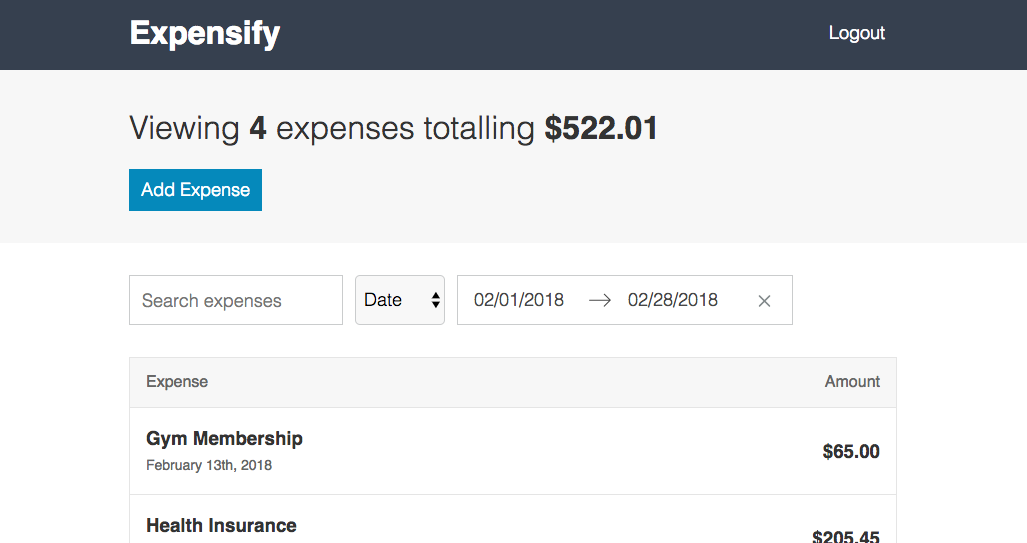 Expensify Logout
Viewing 4 expenses totalling $522.01
Add Expense
Search expenses Date 02/01/2018 02/28/2018
Expense Amount
Gym Membership
February 13th, 2018
$65.00
Health Insurance
$205.45